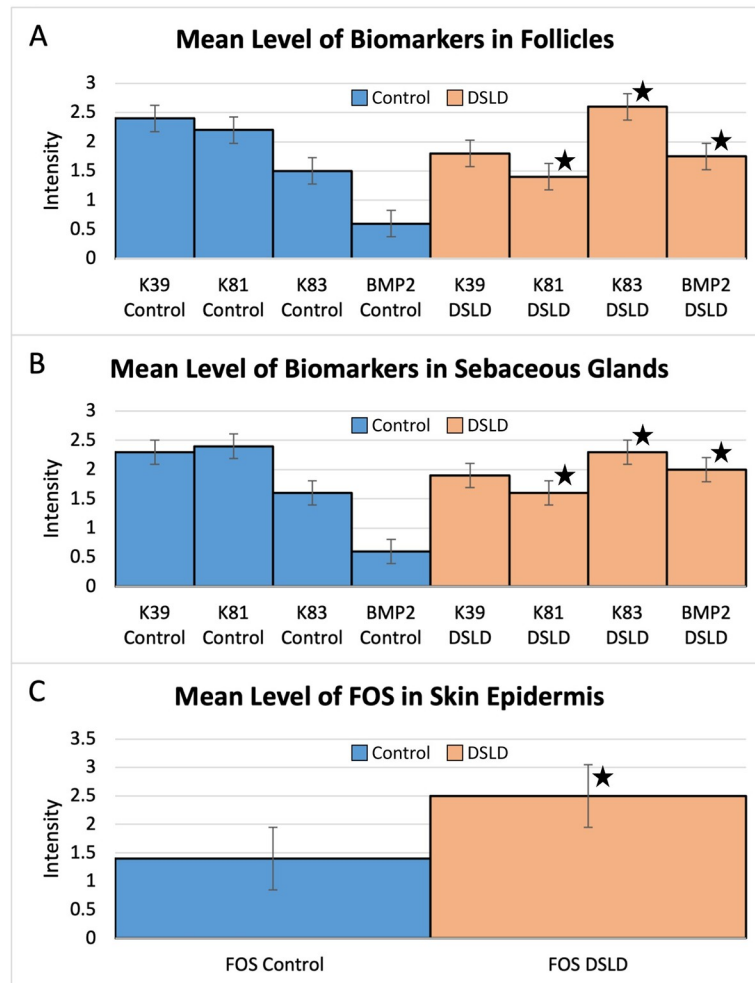 A
Mean Level of Biomarkers in Follicles
Control DSLD
Intensity
3
2.5
2
1.5
1
0.5
0
K39 K81 K83 BMP2 K39 K81 K83 BMP2
Control Control Control Control DSLD DSLD DSLD DSLD
B
Mean Level of Biomarkers in Sebaceous Glands
Control DSLD
Intensity
3
2.5
2
1.5
1
0.5
0
K39 K81 K83 BMP2 K39 K81 K83 BMP2
Control Control Control Control DSLD DSLD DSLD DSLD
C
Mean Level of FOS in Skin Epidermis
Control DSLD
Intensity
3.5
3
2.5
2
1.5
1
0.5
0
FOS Control FOS DSLD